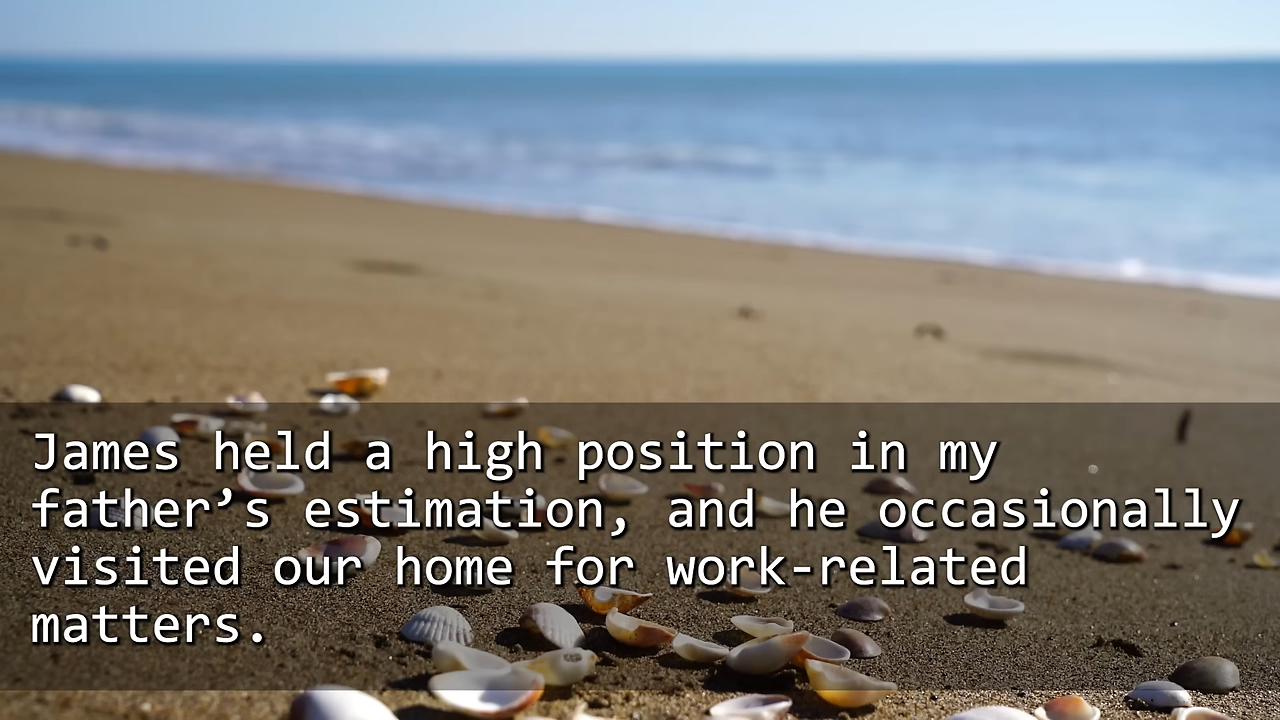 James held a high position in my
father’s estimation, and he occasionally
visited our home for work-related
matters.